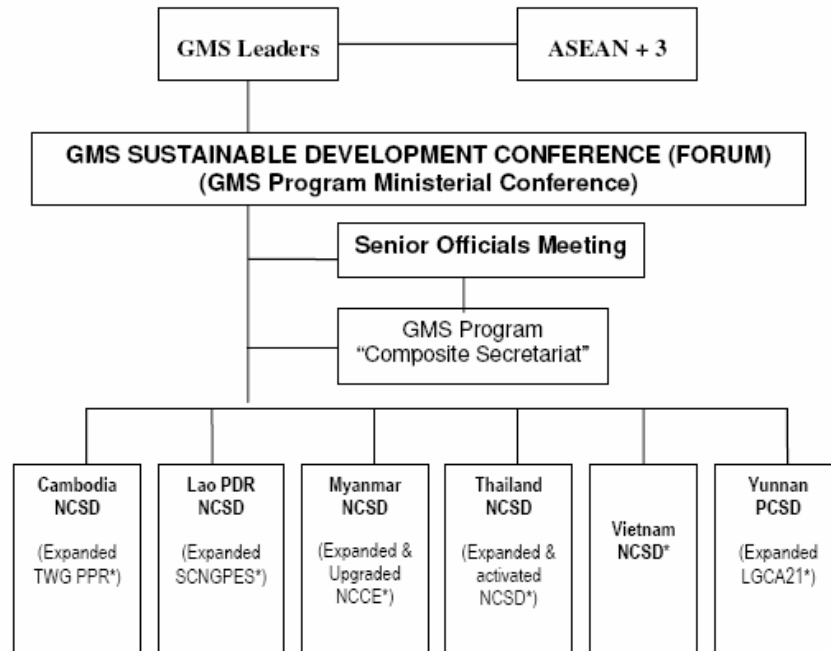 GMS Leaders
ASEAN + 3
GMS SUSTAINABLE DEVELOPMENT CONFERENCE (FORUM)
(GMS Program Ministerial Conference)
Senior Officials Meeting
GMS Program
“Composite Secretariat”
Cambodia
NCSD
(Expanded
TWG PPR*)
Lao PDR
NCSD
(Expanded
SCNGPES*)
Myanmar
NCSD
(Expanded &
Upgraded
NCCE*)
Thailand
NCSD
(Expanded &
activated
NCSD*)
Vietnam
NCSD*
Yunnan
PCSD
(Expanded
LGCA21*)